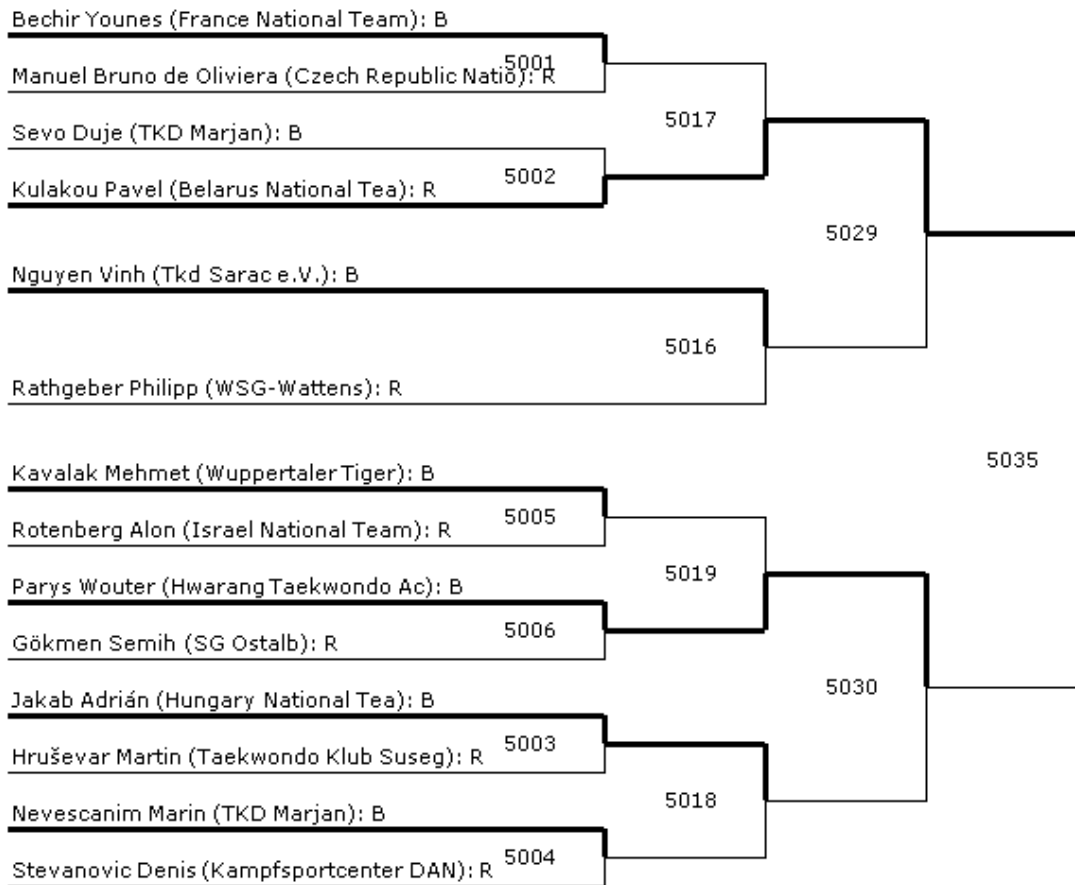 Bechir Younes (France National Team): B
5001
Manuel Bruno de Oliviera (Czech Republic Natio): R
5017
Sevo Duje (TKD Marjan): B
5002
Kulakou Pavel (Belarus National Tea): R
5029
Nguyen Vinh (Tkd Sarac e.V.): B
5016
Rathgeber Philipp (WSG-Wattens): R
5035
Kavalak Mehmet (Wuppertaler Tiger): B
5005
Rotenberg Alon (Israel National Team): R
5019
Parys Wouter (Hwarang Taekwondo Ac): B
5006
Gökmen Semih (SG Ostalb): R
5030
Jakab Adrián (Hungary National Tea): B
5003
Hruševar Martin (Taekwondo Klub Suseg): R
5018
Nevescanim Marin (TKD Marjan): B
5004
Stevanovic Denis (Kampfsportcenter DAN): R